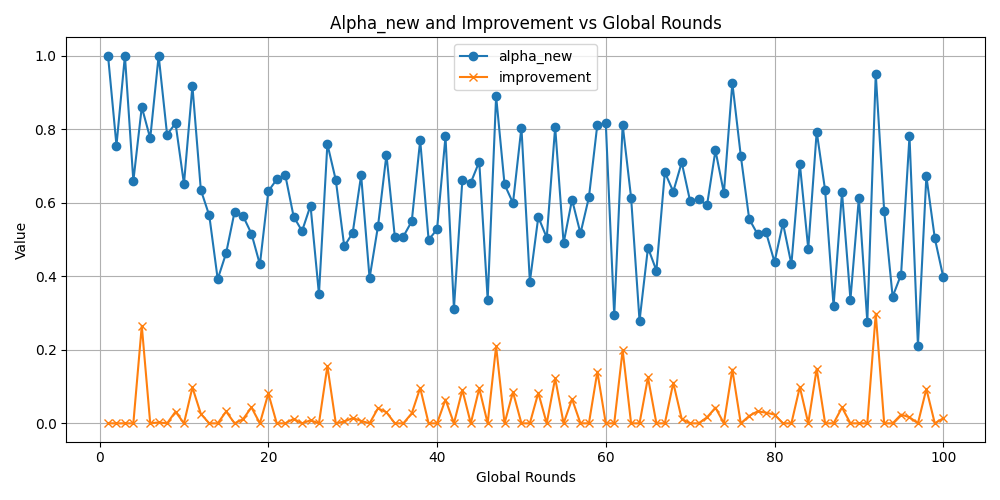 Alpha_new and Improvement vs Global Rounds
alpha_new
improvement
Value
1.0
0.8
0.6
0.4
0.2
0.0
0
20
40
60
80
100
Global Rounds